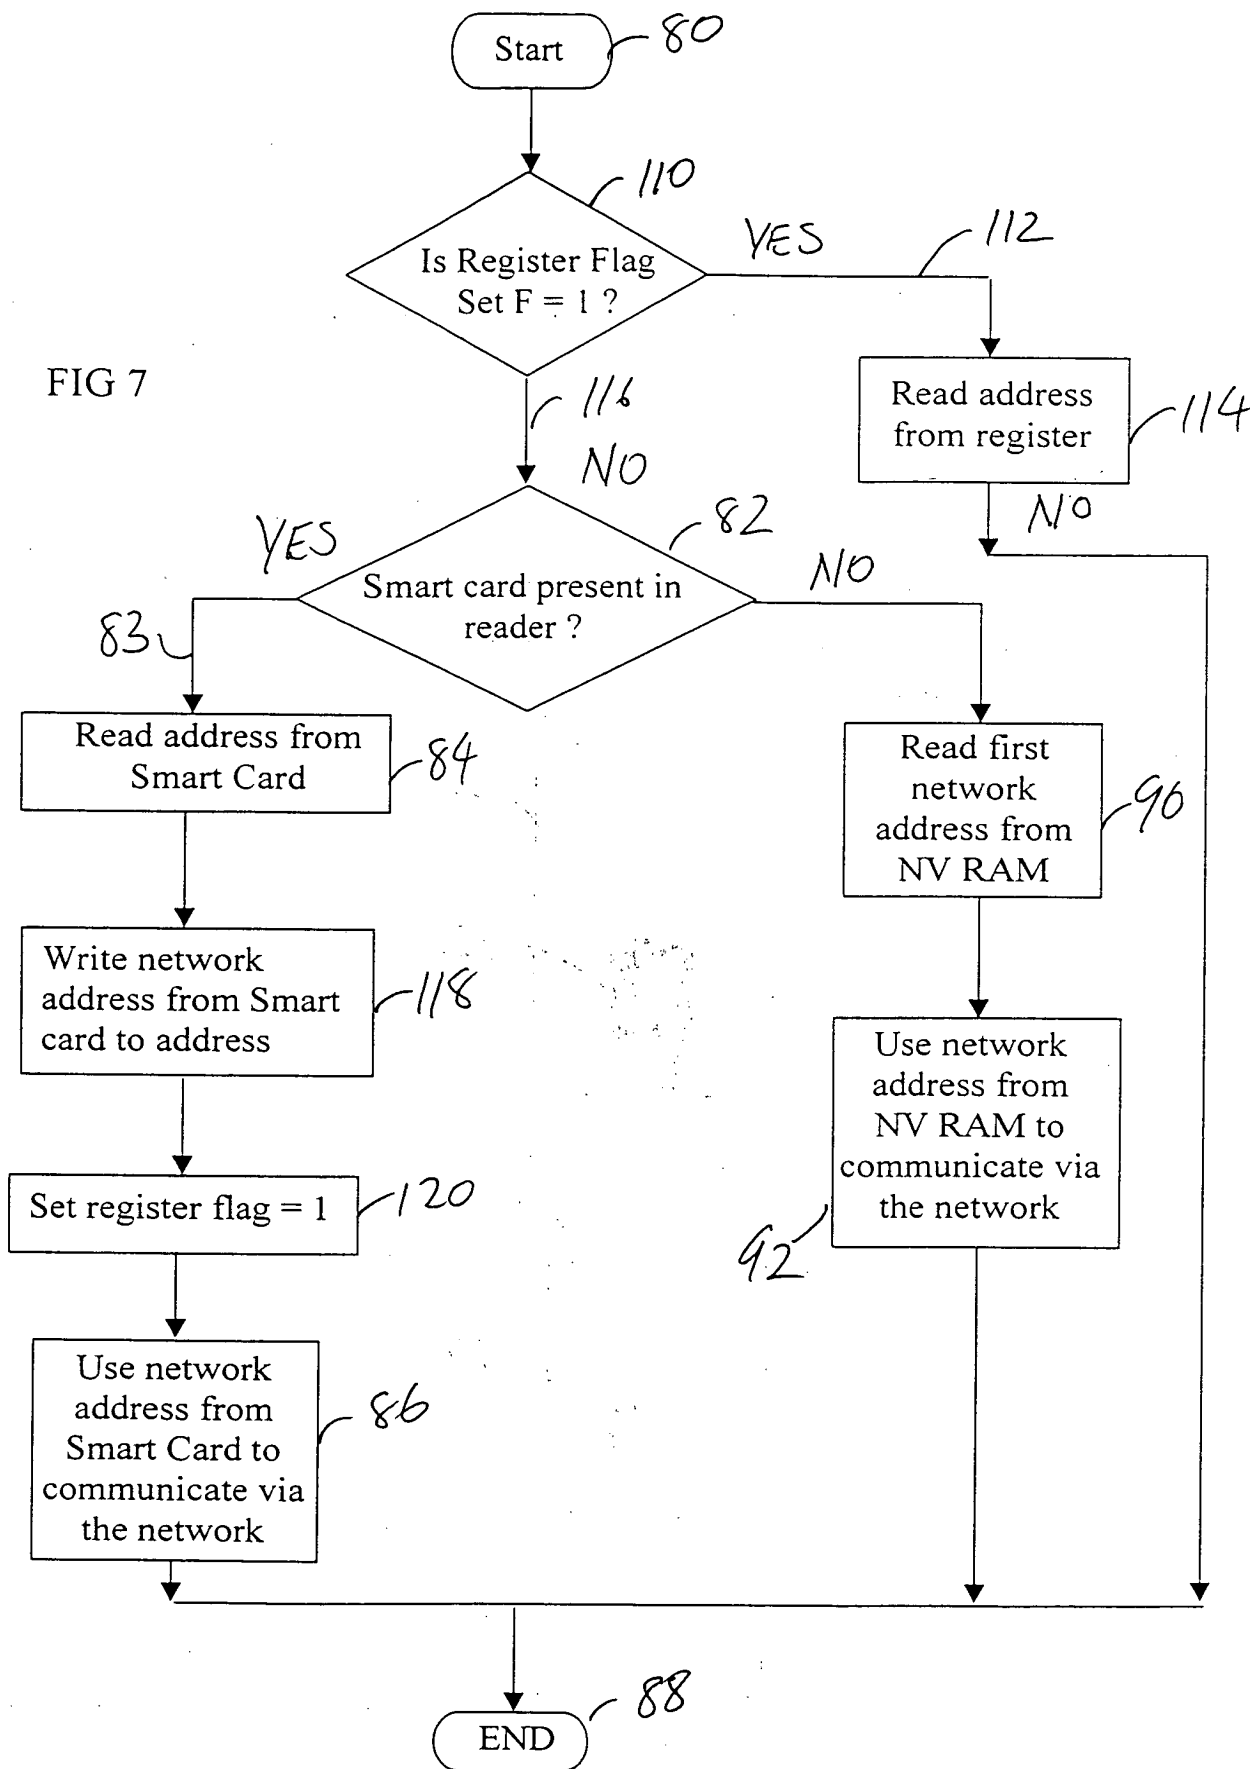 Start
80
110
Is Register Flag
Set F = 1 ?
YES
112
FIG 7
116
NO
Read address
from register
114
NO
82
YES
Smart card present in
reader ?
NO
83
Read address from
Smart Card
84
Read first
network
address from
NV RAM
90
Write network
address from Smart
card to address
118
Use network
address from
NV RAM to
communicate via
the network
92
Set register flag = 1
120
Use network
address from
Smart Card to
communicate via
the network
86
88
END